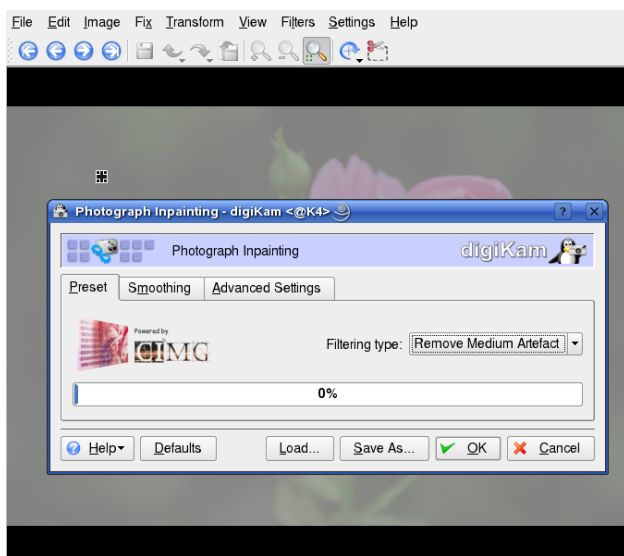 File Edit Image Fix Transform View Filters Settings Help
Photograph Inpainting - digiKam <@K4>
Photograph Inpainting digiKam
Preset Smoothing Advanced Settings
Powered by
CIMG
Filtering type: Remove Medium Artefact
0%
Help Defaults Load... Save As... OK Cancel